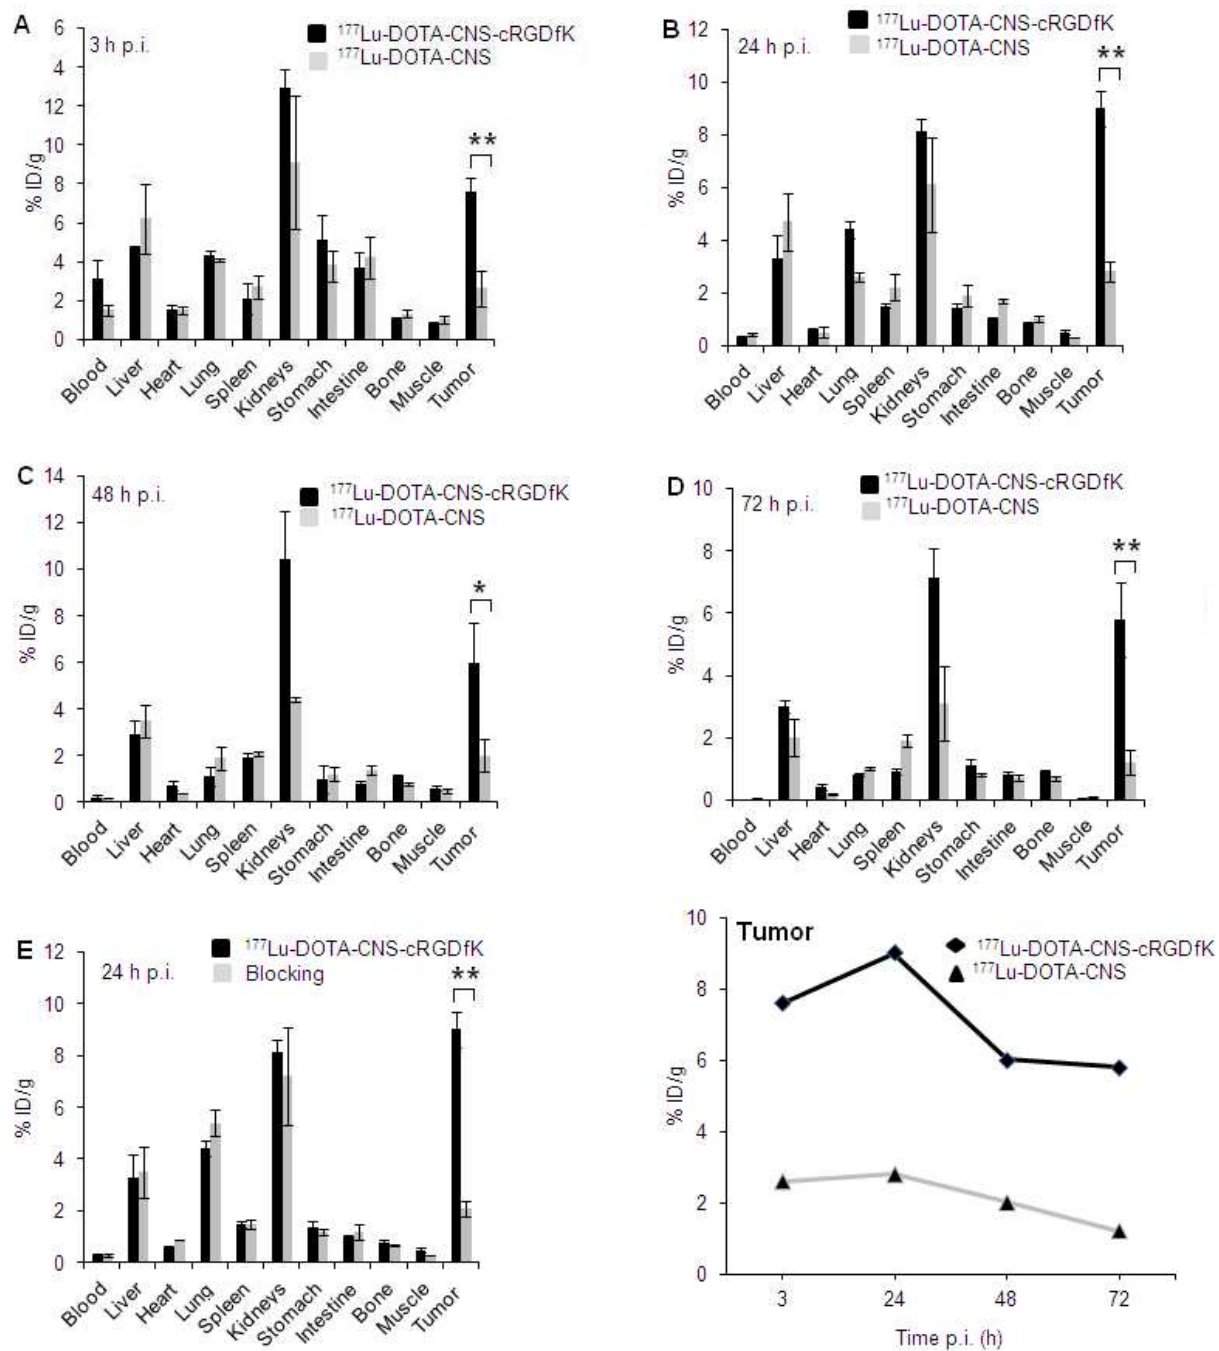 A
3 h p.i.
177Lu-DOTA-CNS-cRGDfK
177Lu-DOTA-CNS
**
% ID/g
6
4
12
10
8
6
4
2
0
Blood
Liver
Heart
Lung
Spleen
Kidneys
Stomach
Intestine
Bone
Muscle
Tumor
B
24 h p.i.
177Lu-DOTA-CNS-cRGDfK
177Lu-DOTA-CNS
**
% ID/g
12
10
8
6
4
2
0
Blood
Liver
Heart
Lung
Spleen
Kidneys
Stomach
Intestine
Bone
Muscle
Tumor
C
48 h p.i.
177Lu-DOTA-CNS-cRGDfK
177Lu-DOTA-CNS
*
% ID/g
14
12
10
8
6
4
2
0
Blood
Liver
Heart
Lung
Spleen
Kidneys
Stomach
Intestine
Bone
Muscle
Tumor
D
72 h p.i.
177Lu-DOTA-CNS-cRGDfK
177Lu-DOTA-CNS
**
% ID/g
10
8
6
4
2
0
Blood
Liver
Heart
Lung
Spleen
Kidneys
Stomach
Intestine
Bone
Muscle
Tumor
E
24 h p.i.
177Lu-DOTA-CNS-cRGDfK
Blocking
**
% ID/g
12
10
8
6
4
2
0
Blood
Liver
Heart
Lung
Spleen
Kidneys
Stomach
Intestine
Bone
Muscle
Tumor
Tumor
177Lu-DOTA-CNS-cRGDfK
177Lu-DOTA-CNS
% ID/g
10
8
6
4
2
0
3 24 48 72
Time p.i. (h)